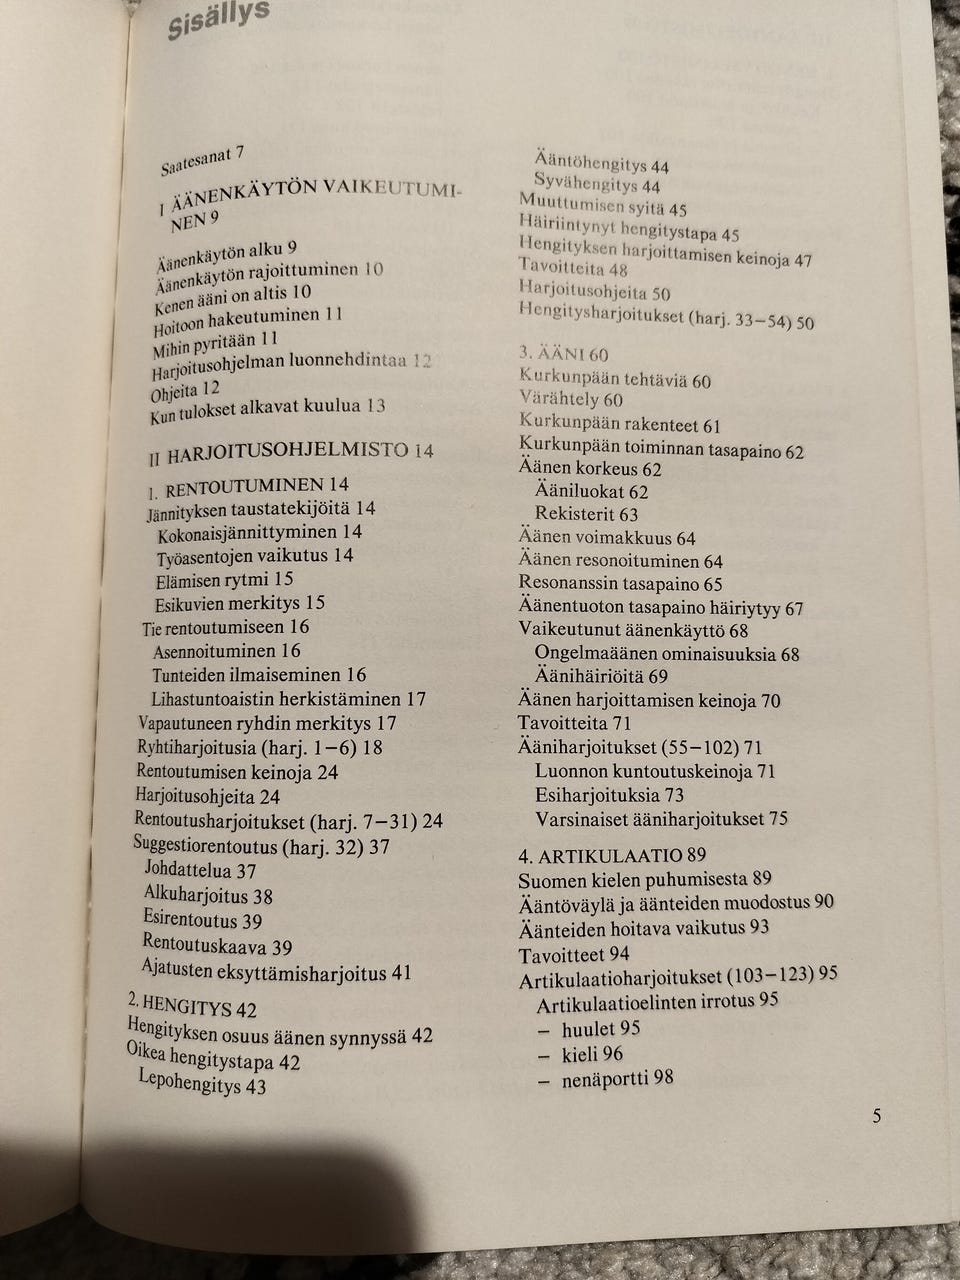 Sisällys
Saatesanat 7
I ÄÄNENKÄYTÖN VAIKEUTUMI-
NEN 9
Äänenkäytön alku 9
Äänenkäytön rajoittuminen 10
Kenen ääni on altis 10
Hoitoon hakeutuminen 11
Mihin pyritään 11
Harjoitusohjelman luonnehdintaa 12
Ohjeita 12
Kun tulokset alkavat kuulua 13
II HARJOITUSOHJELMISTO 14
1. RENTOUTUMINEN 14
Jännityksen taustatekijöitä 14
Kokonaisjännittyminen 14
Työasentojen vaikutus 14
Elämisen rytmi 15
Esikuvien merkitys 15
Tie rentoutumiseen 16
Asennoituminen 16
Tunteiden ilmaiseminen 16
Lihastuntoaistin herkistäminen 17
Vapautuneen ryhdin merkitys 17
Ryhtiharjoitusia (harj. 1–6) 18
Rentoutumisen keinoja 24
Harjoitusohjeita 24
Rentoutusharjoitukset (harj. 7–31) 24
Suggestiorentoutus (harj. 32) 37
Johdattelua 37
Alkuharjoitus 38
Esirentoutus 39
Rentoutuskaava 39
Ajatusten eksyttämisharjoitus 41
2. HENGITYS 42
Hengityksen osuus äänen synnyssä 42
Oikea hengitystapa 42
Lepohengitys 43
Ääntöhengitys 44
Syvähengitys 44
Muuttumisen syitä 45
Häiriintynyt hengitystapa 45
Hengityksen harjoittamisen keinoja 47
Tavoitteita 48
Harjoitusohjeita 50
Hengitysharjoitukset (harj. 33–54) 50
3. ÄÄNI 60
Kurkunpään tehtäviä 60
Värähtely 60
Kurkunpään rakenteet 61
Kurkunpään toiminnan tasapaino 62
Äänen korkeus 62
Ääniluokat 62
Rekisterit 63
Äänen voimakkuus 64
Äänen resonoituminen 64
Resonanssin tasapaino 65
Äänentuoton tasapaino häiriytyy 67
Vaikeutunut äänenkäyttö 68
Ongelmaäänen ominaisuuksia 68
Äänihäiriöitä 69
Äänen harjoittamisen keinoja 70
Tavoitteita 71
Ääniharjoitukset (55–102) 71
Luonnon kuntoutuskeinoja 71
Esiharjoituksia 73
Varsinaiset ääniharjoitukset 75
4. ARTIKULAATIO 89
Suomen kielen puhumisesta 89
Ääntöväylä ja äänteiden muodostus 90
Äänteiden hoitava vaikutus 93
Tavoitteet 94
Artikulaatioharjoitukset (103–123) 95
Artikulaatioelinten irrotus 95
– huulet 95
– kieli 96
– nenäportti 98
5